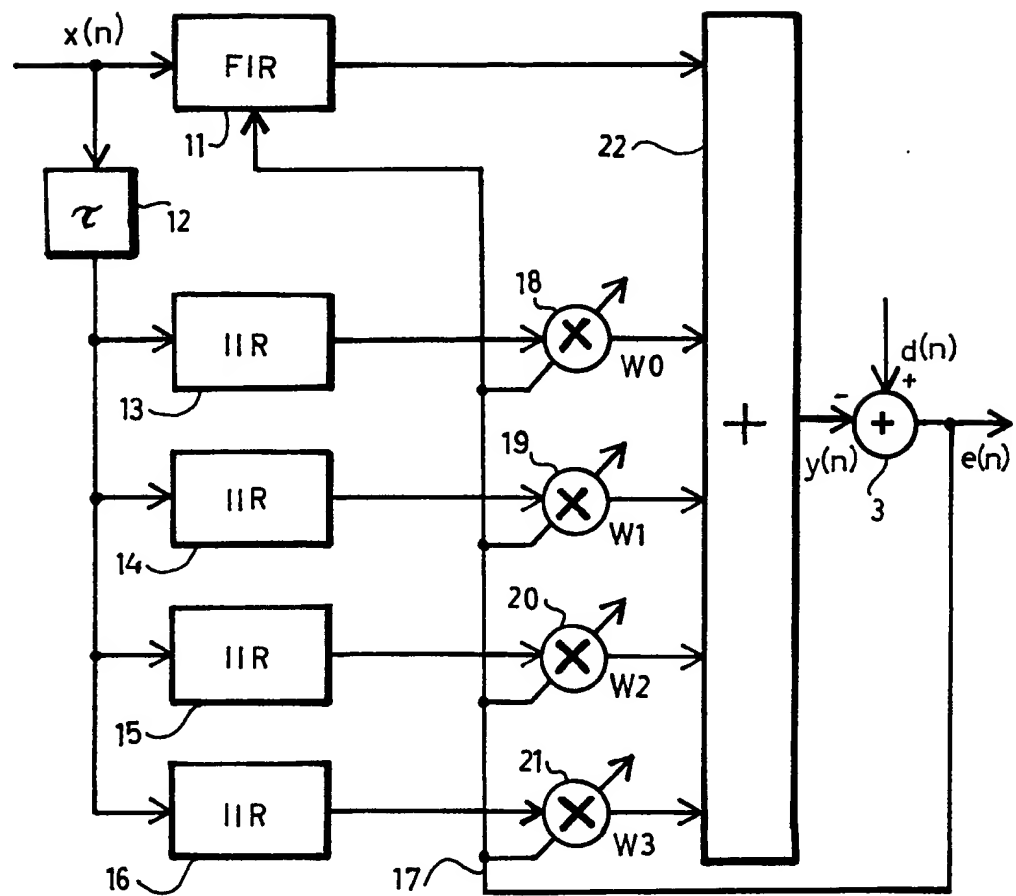 x(n)
FIR
11
22
τ
12
18
IIR
W0
d(n)
+
-
13
+
+
19
y(n)
e(n)
3
IIR
W1
14
20
IIR
W2
15
21
IIR
W3
16
17